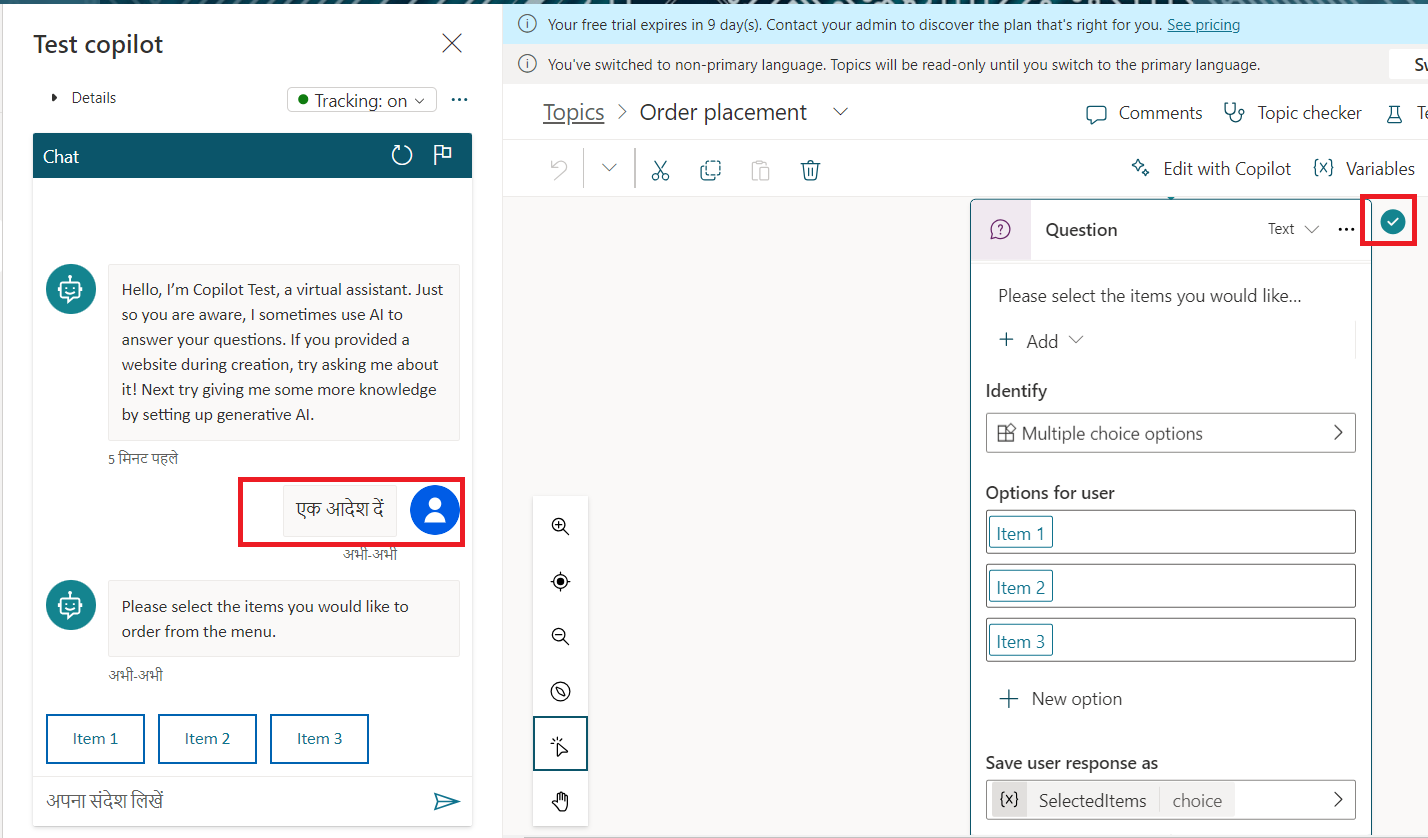 Test copilot
Details
Tracking: on
Chat
Hello, I'm Copilot Test, a virtual assistant. Just
so you are aware, I sometimes use AI to
answer your questions. If you provided a
website during creation, try asking me about
it! Next try giving me some more knowledge
by setting up generative AI.
5 मिनट पहले
एक आदेश दें
अभी-अभी
Please select the items you would like to
order from the menu.
अभी-अभी
Item 1 Item 2 Item 3
अपना संदेश लिखें
Your free trial expires in 9 day(s). Contact your admin to discover the plan that's right for you. See pricing
You've switched to non-primary language. Topics will be read-only until you switch to the primary language.
Topics > Order placement
Comments Topic checker
Edit with Copilot {x} Variables
Question Text
Please select the items you would like...
+ Add
Identify
Multiple choice options
Options for user
Item 1
Item 2
Item 3
+ New option
Save user response as
{x} SelectedItems choice